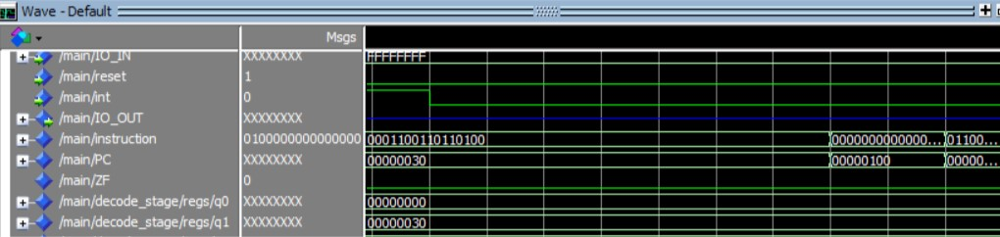 Wave - Default
Msgs
/main/IO_IN XXXXXXXX FFFFFFFF
/main/reset 1
/main/int 0
/main/IO_OUT XXXXXXXX
/main/instruction 0100000000000000 0001100110110100 0000000000000... 01100...
/main/PC XXXXXXXX 00000030 00000100 00000...
/main/ZF 0
/main/decode_stage/regs/q0 XXXXXXXX 00000000
/main/decode_stage/regs/q1 XXXXXXXX 00000030